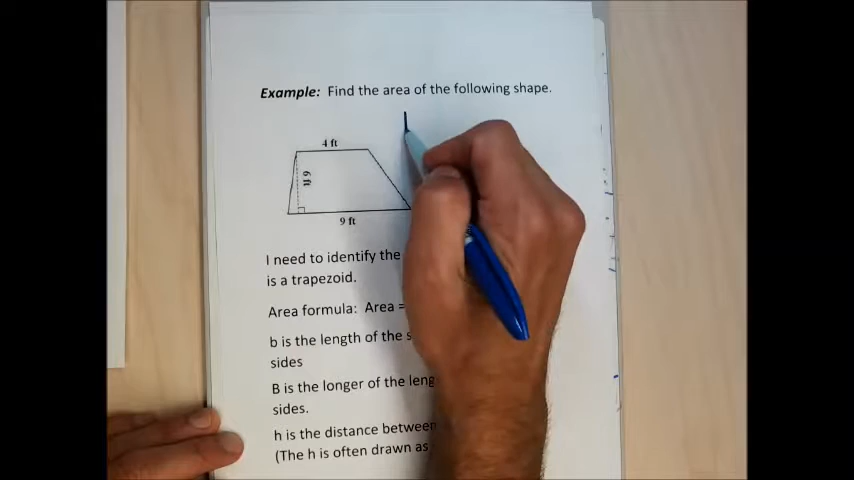 Example: Find the area of the following shape.
4 ft
6 ft
9 ft
I need to identify the
is a trapezoid.
Area formula: Area =
b is the length of the s
sides
B is the longer of the leng
sides.
h is the distance between
(The h is often drawn as